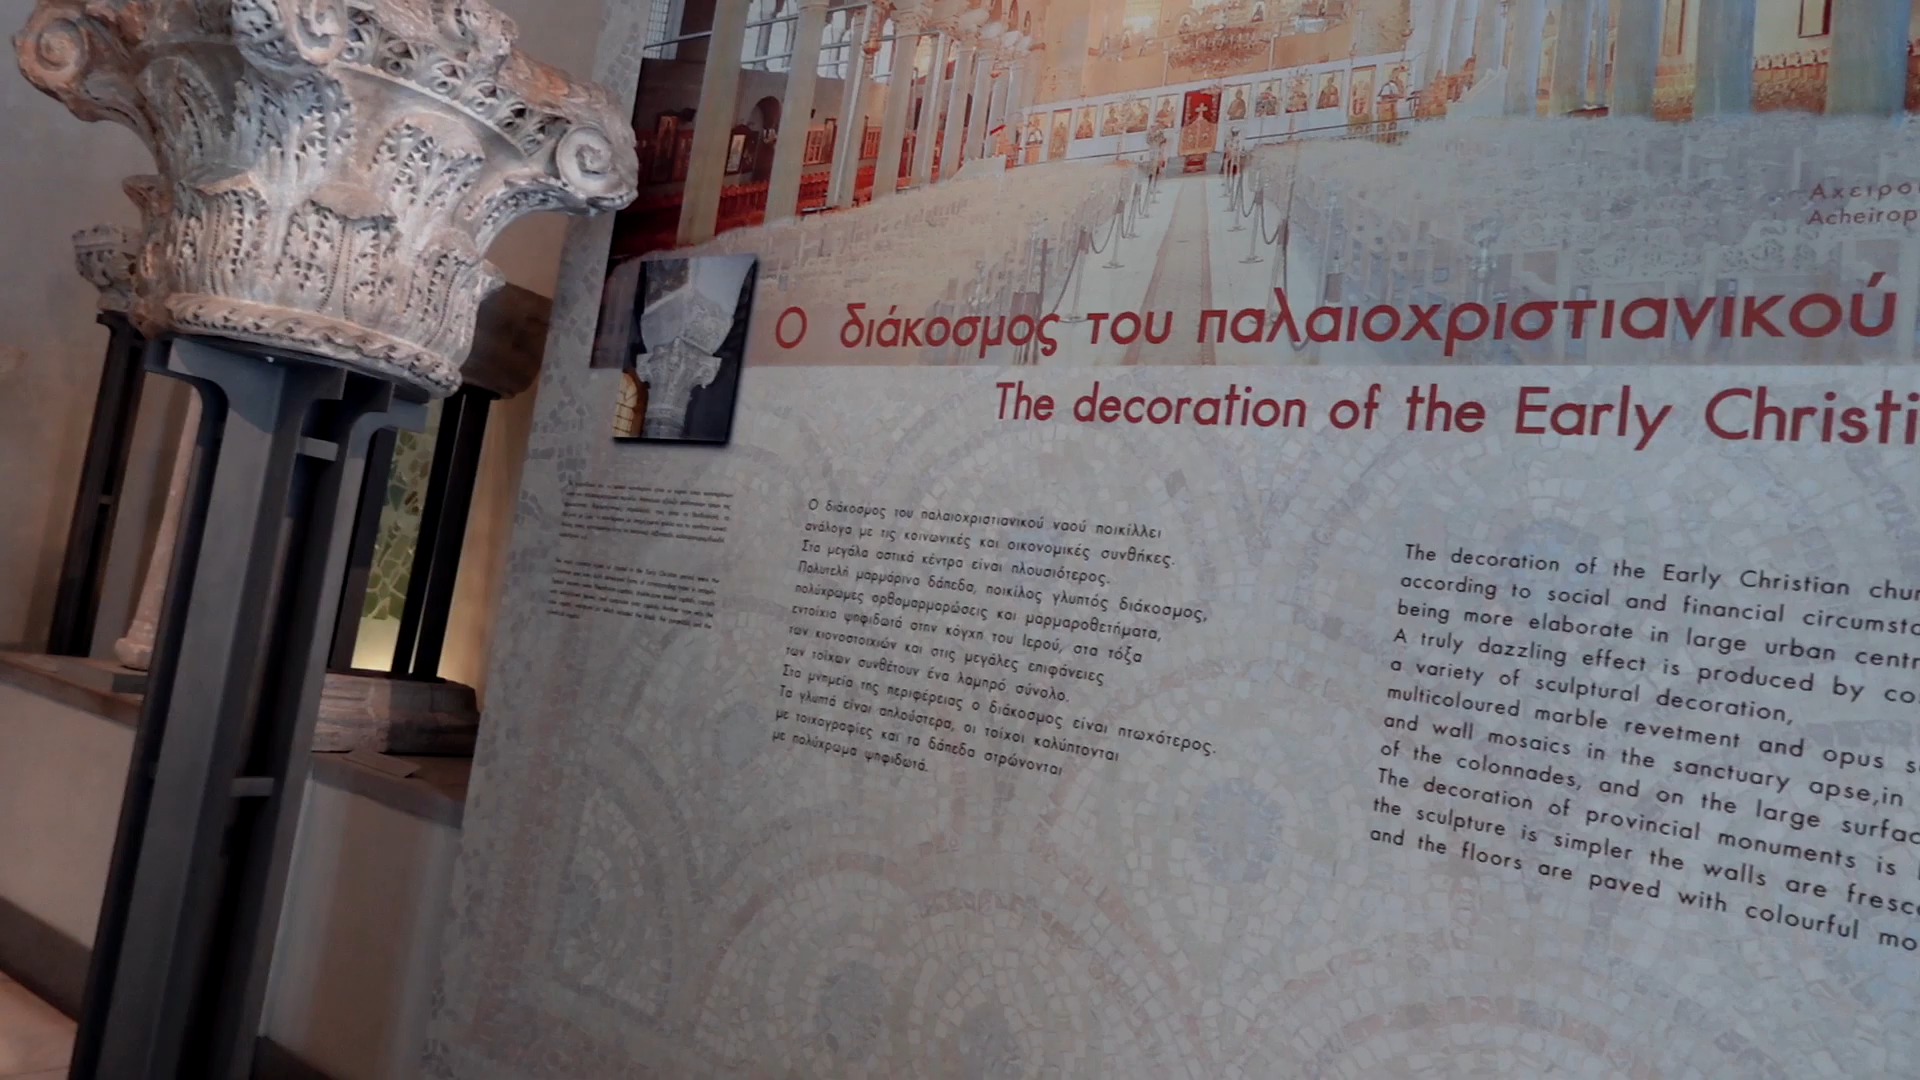 Αχειρο
Acheirop
Ο διάκοσμος του παλαιοχριστιανικού
The decoration of the Early Christi
Ο διάκοσμος του παλαιοχριστιανικού ναού ποικίλλει
ανάλογα με τις κοινωνικές και οικονομικές συνθήκες.
Στα μεγάλα αστικά κέντρα είναι πλουσιότερος.
Πολυτελή μαρμάρινα δάπεδα, ποικίλος γλυπτός διάκοσμος,
πολύχρωμες ορθομαρμαρώσεις και μαρμαροθετήματα,
εντοίχια ψηφιδωτά στην κόγχη του Ιερού, στα τόξα
των κιονοστοιχιών και στις μεγάλες επιφάνειες
των τοίχων συνθέτουν ένα λαμπρό σύνολο.
Στα μνημεία της περιφέρειας ο διάκοσμος είναι πτωχότερος.
Τα γλυπτά είναι απλούστερα, οι τοίχοι καλύπτονται
με τοιχογραφίες και τα δάπεδα στρώνονται
με πολύχρωμα ψηφιδωτά.
The decoration of the Early Christian chur
according to social and financial circumsta
being more elaborate in large urban centr
A truly dazzling effect is produced by co
a variety of sculptural decoration,
multicoloured marble revetment and opus s
and wall mosaics in the sanctuary apse,in
of the colonnades, and on the large surfac
The decoration of provincial monuments is
the sculpture is simpler the walls are fresc
and the floors are paved with colourful mo